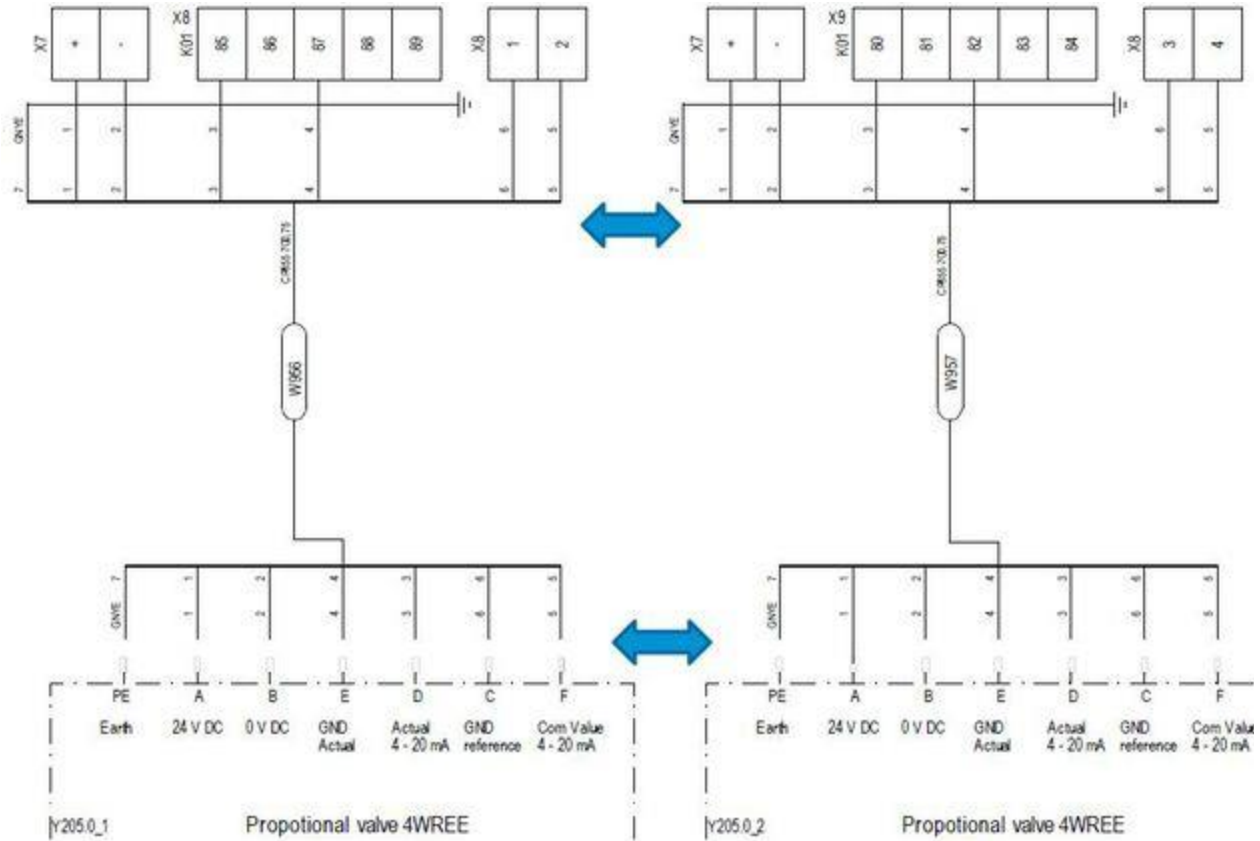 X7 + -
X8 K01 85 86 87 88 89
X8 1 2
X7 + -
X9 K01 80 81 82 83 84
X8 3 4
GNYE 1 2 3 4 6 5
7 1 2 3 4 6 5
GNYE 1 2 3 4 6 5
7 1 2 3 4 6 5
W956
W957
7 1 2 4 3 6 5
GNYE 1 2 4 3 6 5
7 1 2 4 3 6 5
GNYE 1 2 4 3 6 5
PE A B E D C F
Earth 24 V DC 0 V DC GND Actual GND Com Value
Actual 4 - 20 mA reference 4 - 20 mA
PE A B E D C F
Earth 24 V DC 0 V DC GND Actual GND Com Value
Actual 4 - 20 mA reference 4 - 20 mA
Y205.0_1 Propotional valve 4WREE
Y205.0_2 Propotional valve 4WREE